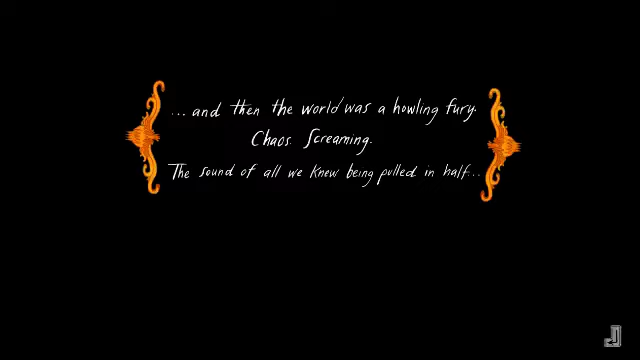 ... and then the world was a howling fury.
Chaos. Screaming.
The sound of all we knew being pulled in half...
J